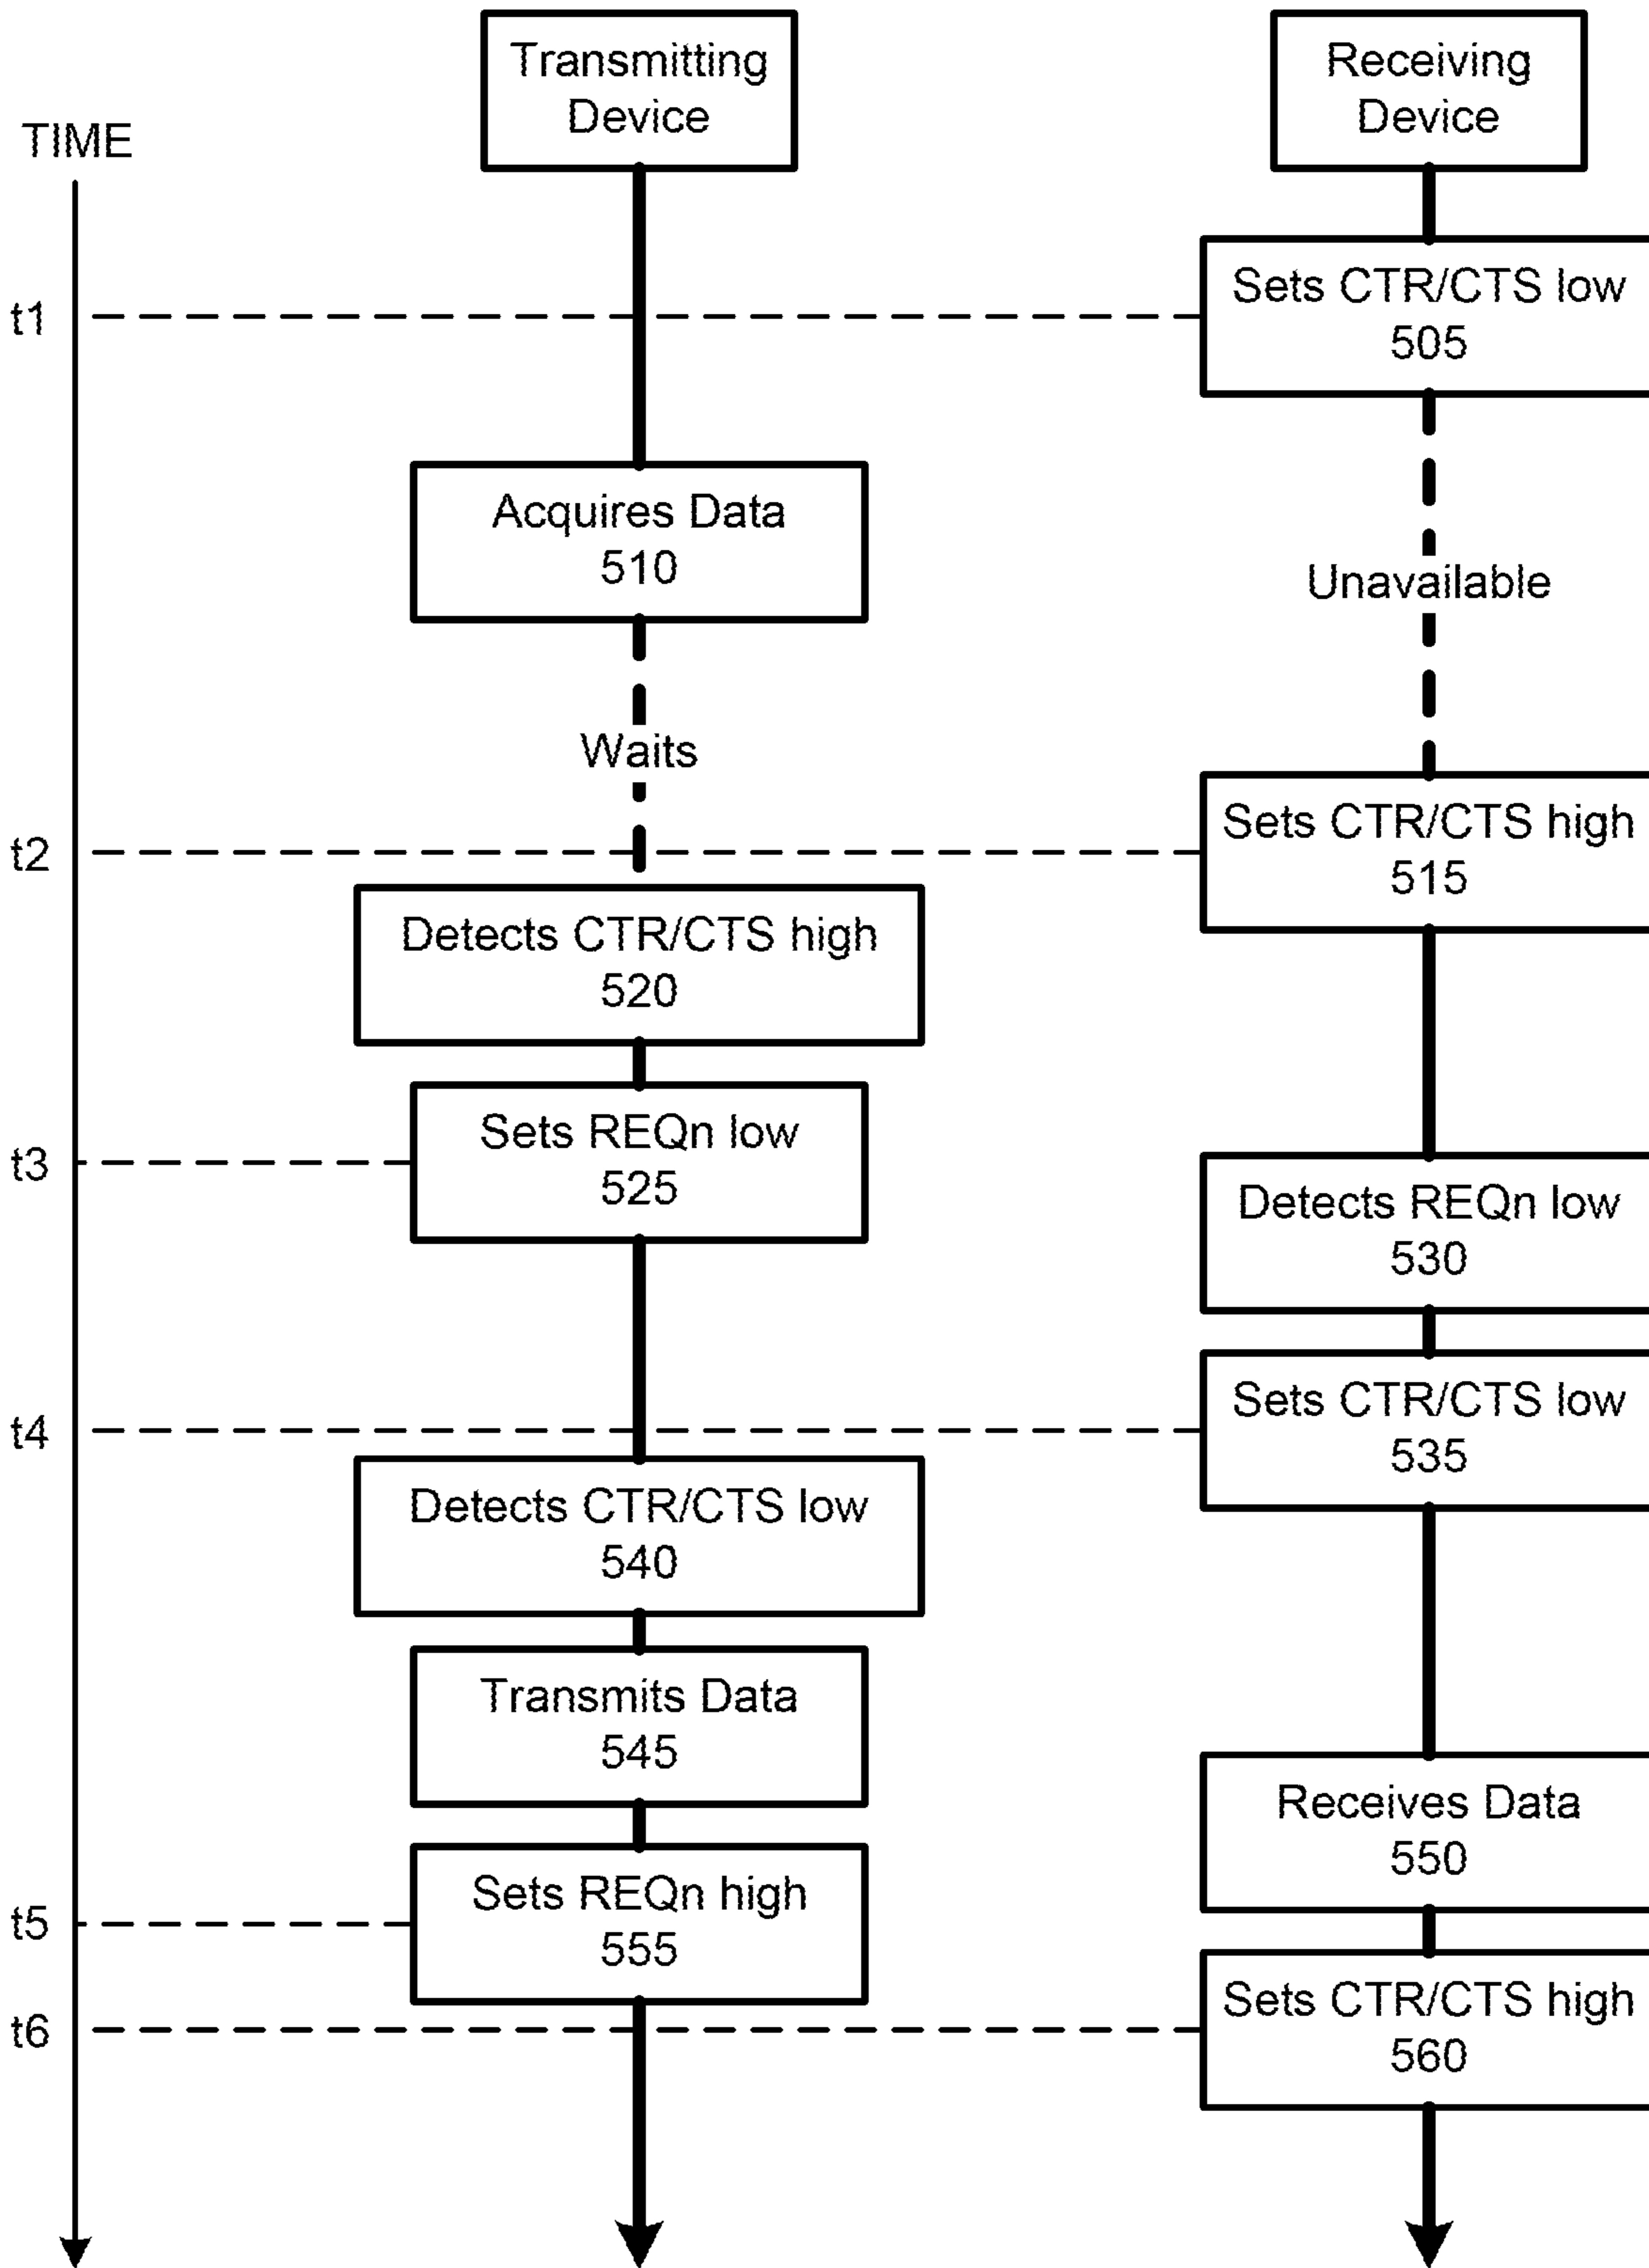 Transmitting
Device
Receiving
Device
TIME
Sets CTR/CTS low
505
t1
Acquires Data
510
Unavailable
Waits
Sets CTR/CTS high
515
t2
Detects CTR/CTS high
520
Sets REQn low
525
t3
Detects REQn low
530
Sets CTR/CTS low
535
t4
Detects CTR/CTS low
540
Transmits Data
545
Receives Data
550
Sets REQn high
555
t5
Sets CTR/CTS high
560
t6